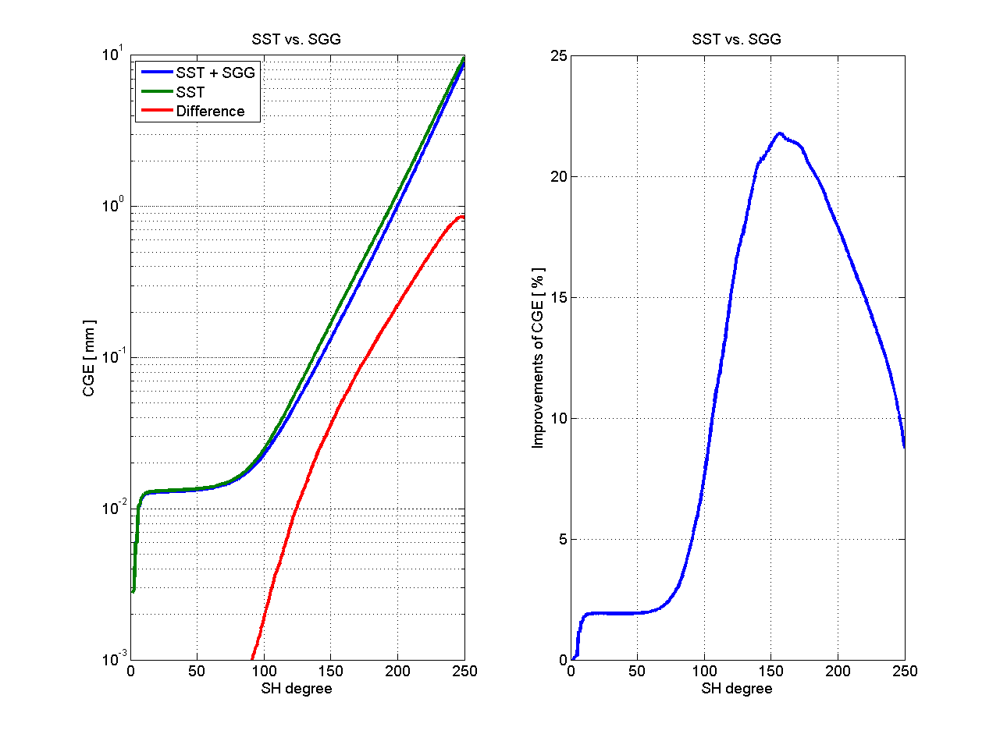 SST vs. SGG
10^1
10^0
10^-1
10^-2
10^-3
CGE [ mm ]
SST + SGG
SST
Difference
0 50 100 150 200 250
SH degree
SST vs. SGG
25
20
15
10
5
0
Improvements of CGE [ % ]
0 50 100 150 200 250
SH degree